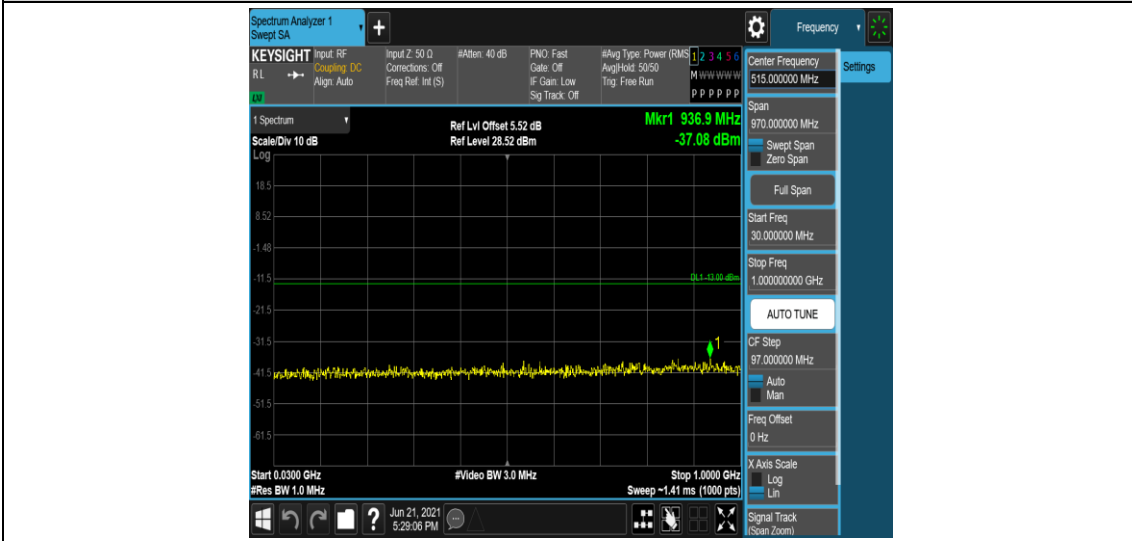 Spectrum Analyzer 1
Swept SA
+
Frequency
KEYSIGHT
RL
Input: RF
Coupling: DC
Align: Auto
Input Z: 50 Ω
Corrections: Off
Freq Ref: Int (S)
#Atten: 40 dB
PNO: Fast
Gate: Off
IF Gain: Low
Sig Track: Off
#Avg Type: Power (RMS
Avg|Hold: 50/50
Trig: Free Run
1 2 3 4 5 6
M W W W W W
P P P P P P
1 Spectrum
Scale/Div 10 dB
Log
Ref Lvl Offset 5.52 dB
Ref Level 28.52 dBm
Mkr1 936.9 MHz
-37.08 dBm
18.5
8.52
-1.48
-11.5
-21.5
-31.5
-41.5
-51.5
-61.5
DL1 -13.00 dBm
1
Start 0.0300 GHz
#Res BW 1.0 MHz
#Video BW 3.0 MHz
Stop 1.0000 GHz
Sweep ~1.41 ms (1000 pts)
?
Jun 21, 2021
5:29:06 PM
Center Frequency
515.000000 MHz
Settings
Span
970.000000 MHz
Swept Span
Zero Span
Full Span
Start Freq
30.000000 MHz
Stop Freq
1.000000000 GHz
AUTO TUNE
CF Step
97.000000 MHz
Auto
Man
Freq Offset
0 Hz
X Axis Scale
Log
Lin
Signal Track
(Span Zoom)